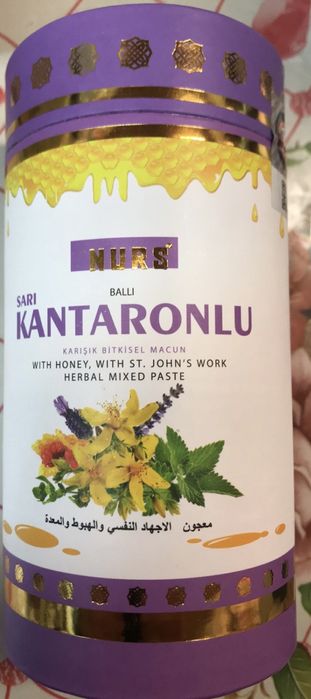 NURS
BALLI
SARI
KANTARONLU
KARIŞIK BİTKİSEL MACUN
WITH HONEY, WITH ST. JOHN'S WORK
HERBAL MIXED PASTE
معجون الاجهاد النفسي والهبوط والمعدة